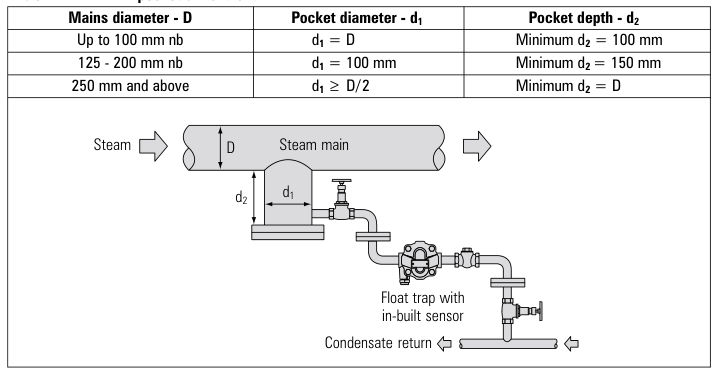 Mains diameter - D Pocket diameter - d₁ Pocket depth - d₂
Up to 100 mm nb d₁ = D Minimum d₂ = 100 mm
125 - 200 mm nb d₁ = 100 mm Minimum d₂ = 150 mm
250 mm and above d₁ ≥ D/2 Minimum d₂ = D
Steam D Steam main
d₂ d₁
Float trap with
in-built sensor
Condensate return